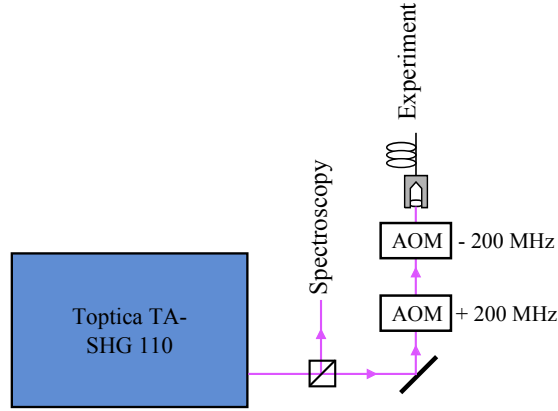 Experiment
Spectroscopy
AOM - 200 MHz
AOM + 200 MHz
Toptica TA-
SHG 110